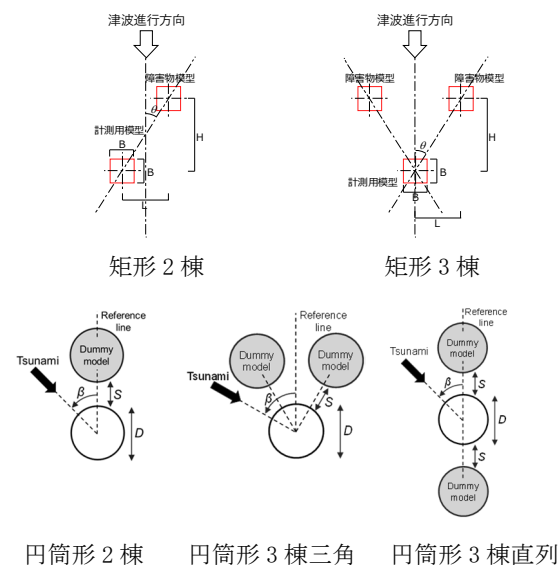 津波進行方向
障害物模型
θ
計測用模型
B
B
H
L
矩形2棟
津波進行方向
障害物模型
障害物模型
θ
計測用模型
B
B
H
L
矩形3棟
Reference
line
Dummy
model
Tsunami
β
S
D
円筒形2棟
Reference
line
Dummy
model
Dummy
model
Tsunami
β
S
D
円筒形3棟三角
Reference
line
Dummy
model
Tsunami
β
S
D
S
Dummy
model
円筒形3棟直列